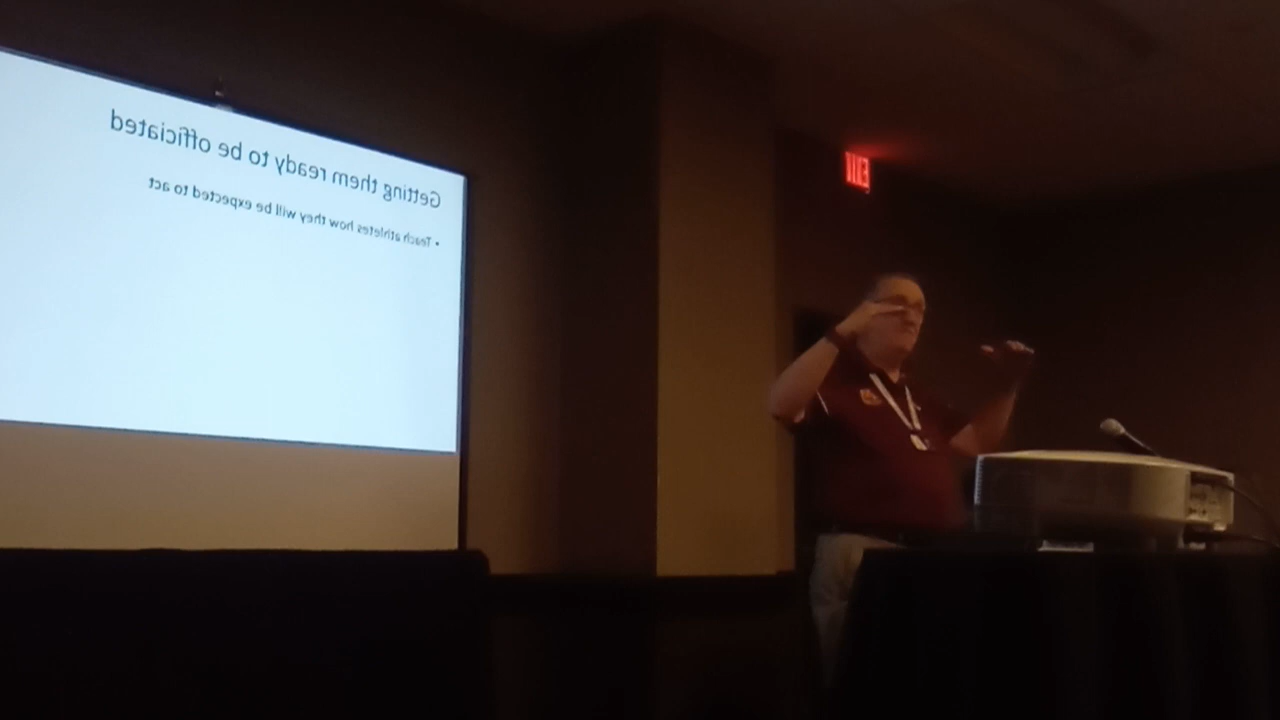 Getting them ready to be officiated
• Teach athletes how they will be expected to act
EXIT